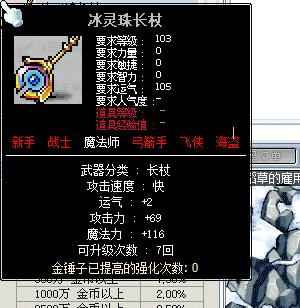 冰灵珠长杖
要求等级： 103
要求力量： 0
要求敏捷： 0
要求智力： 0
要求运气： 105
要求人气度： -
道具等级： -
道具经验值： -
新手 战士 魔法师 弓箭手 飞侠 海盗
武器分类： 长杖
攻击速度： 快
运气： +2
攻击力： +69
魔法力： +116
可升级次数： 7回
金锤子已提高的强化次数: 0
稻草的雇用
1000万 金币以上 2,00%